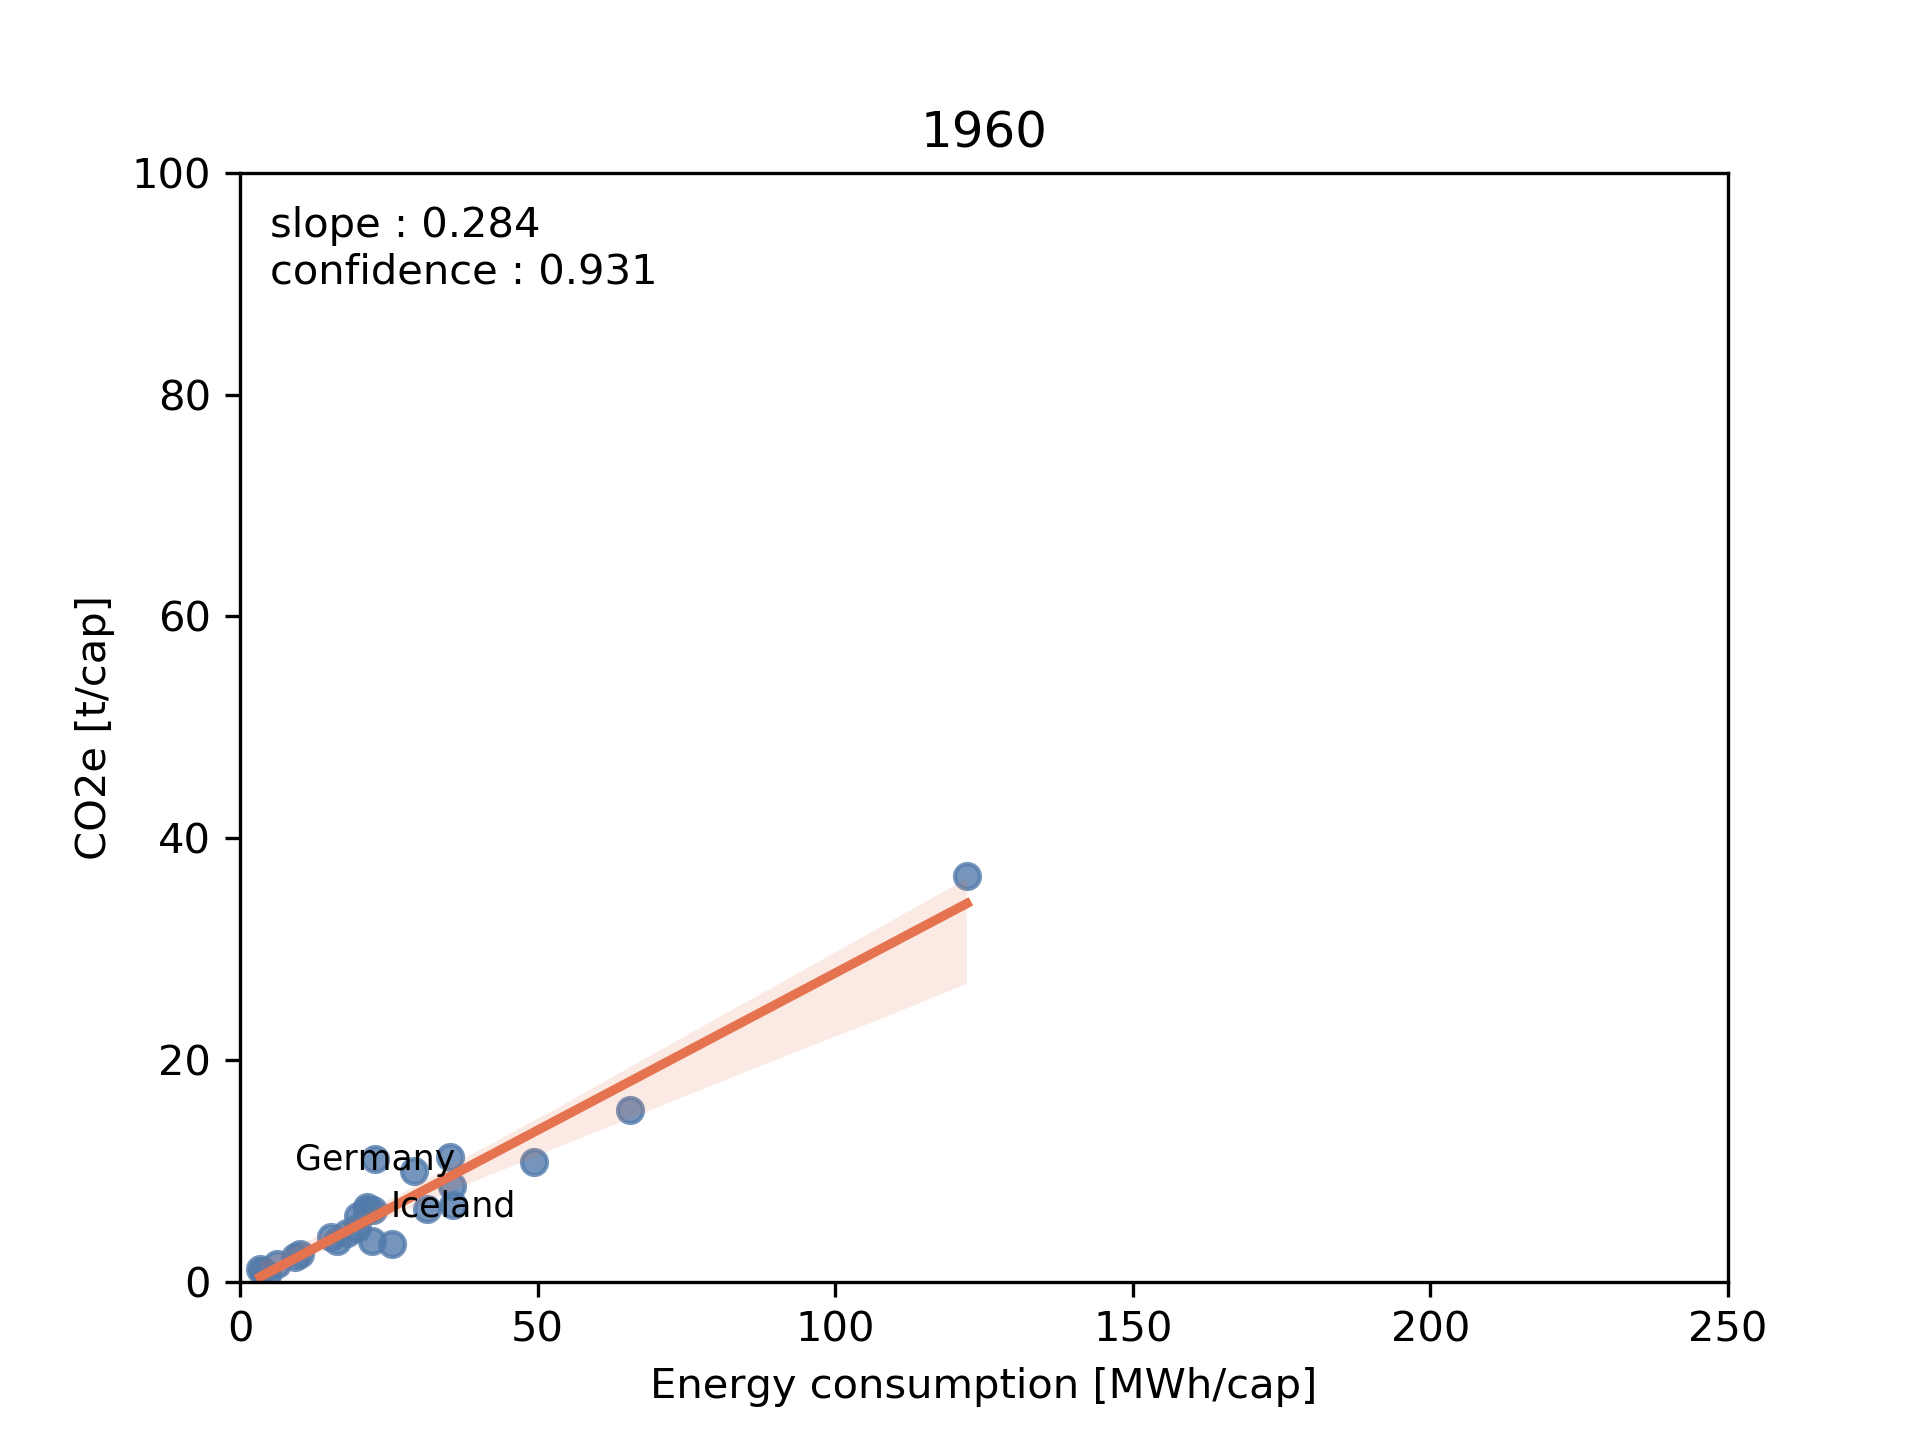 1960
slope : 0.284
confidence : 0.931
100
80
60
40
20
0
CO2e [t/cap]
Germany
Iceland
0 50 100 150 200 250
Energy consumption [MWh/cap]